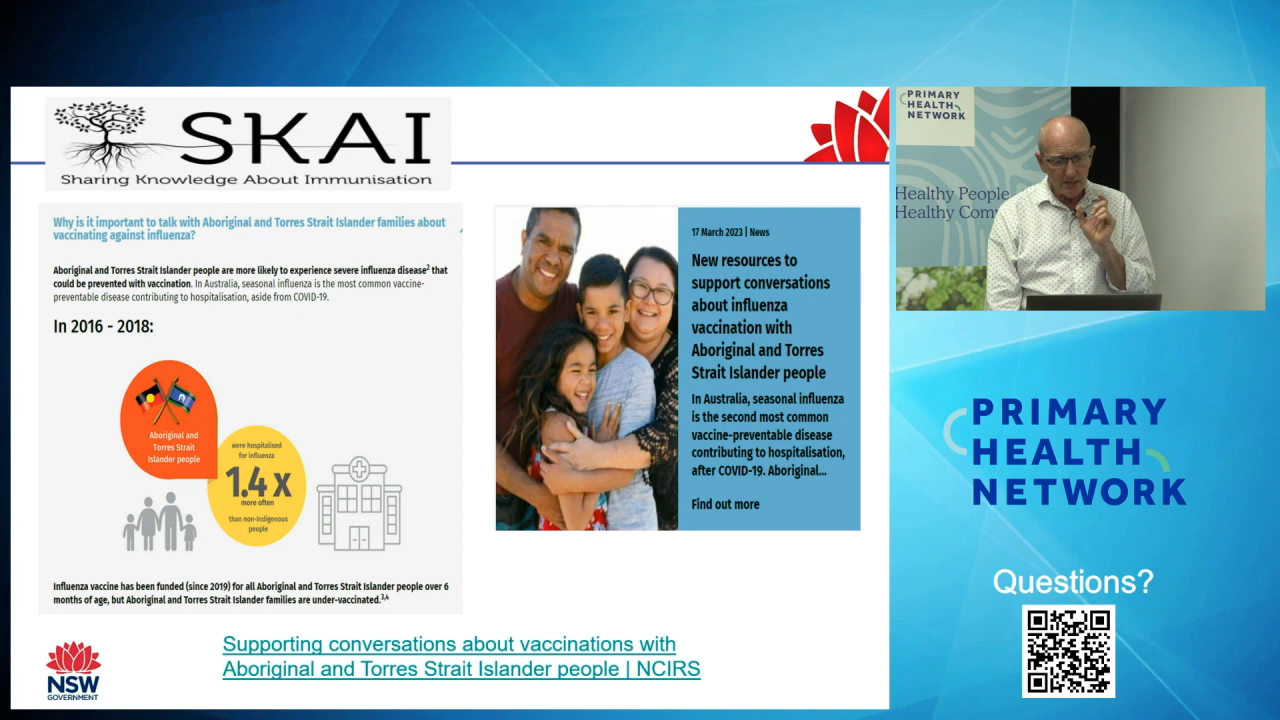 SKAI
Sharing Knowledge About Immunisation
Why is it important to talk with Aboriginal and Torres Strait Islander families about
vaccinating against influenza?
Aboriginal and Torres Strait Islander people are more likely to experience severe influenza disease2 that
could be prevented with vaccination. In Australia, seasonal influenza is the most common vaccine-
preventable disease contributing to hospitalisation, aside from COVID-19.
In 2016 - 2018:
Aboriginal and
Torres Strait
Islander people
were hospitalised
for influenza
1.4 x
more often
than non-Indigenous
people
Influenza vaccine has been funded (since 2019) for all Aboriginal and Torres Strait Islander people over 6
months of age, but Aboriginal and Torres Strait Islander families are under-vaccinated.3,4
17 March 2023 | News
New resources to
support conversations
about influenza
vaccination with
Aboriginal and Torres
Strait Islander people
In Australia, seasonal influenza
is the second most common
vaccine-preventable disease
contributing to hospitalisation,
after COVID-19. Aboriginal...
Find out more
NSW
GOVERNMENT
Supporting conversations about vaccinations with
Aboriginal and Torres Strait Islander people | NCIRS
PRIMARY
HEALTH
NETWORK
Healthy People
Healthy Com
PRIMARY
HEALTH
NETWORK
Questions?